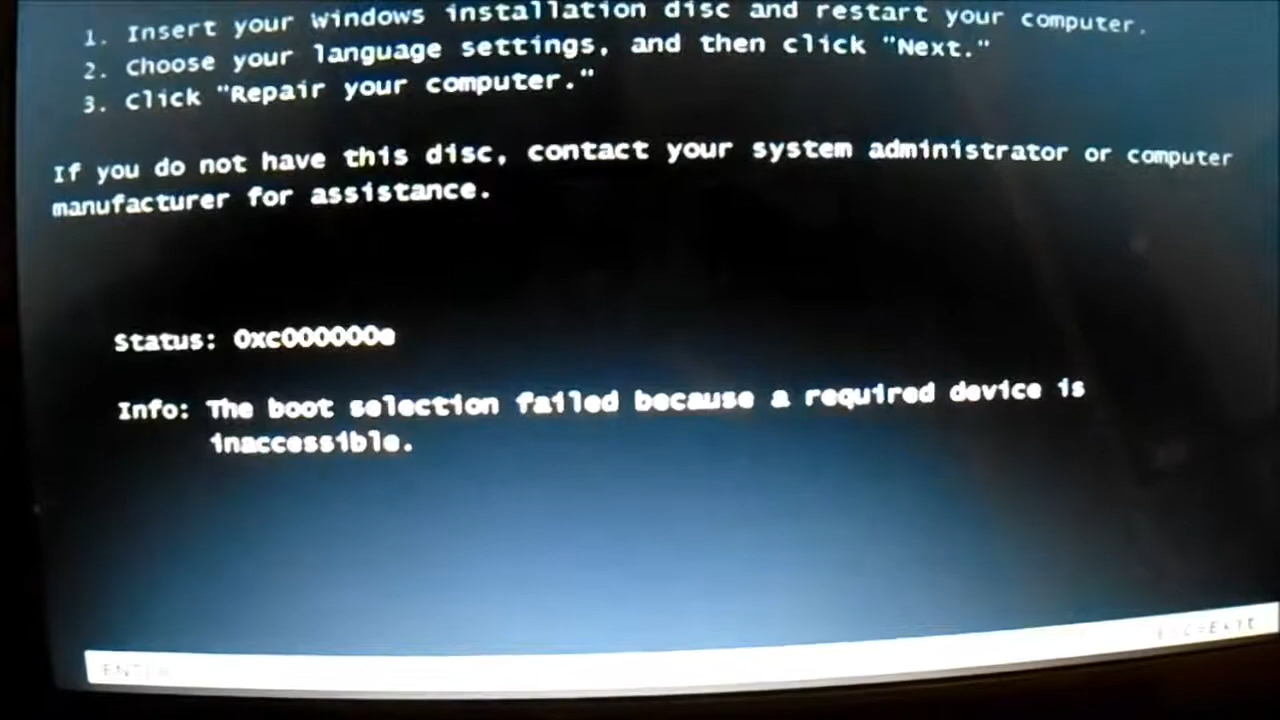 1. Insert your Windows installation disc and restart your computer.
2. Choose your language settings, and then click "Next."
3. Click "Repair your computer."
If you do not have this disc, contact your system administrator or computer
manufacturer for assistance.
Status: 0xc000000e
Info: The boot selection failed because a required device is
inaccessible.